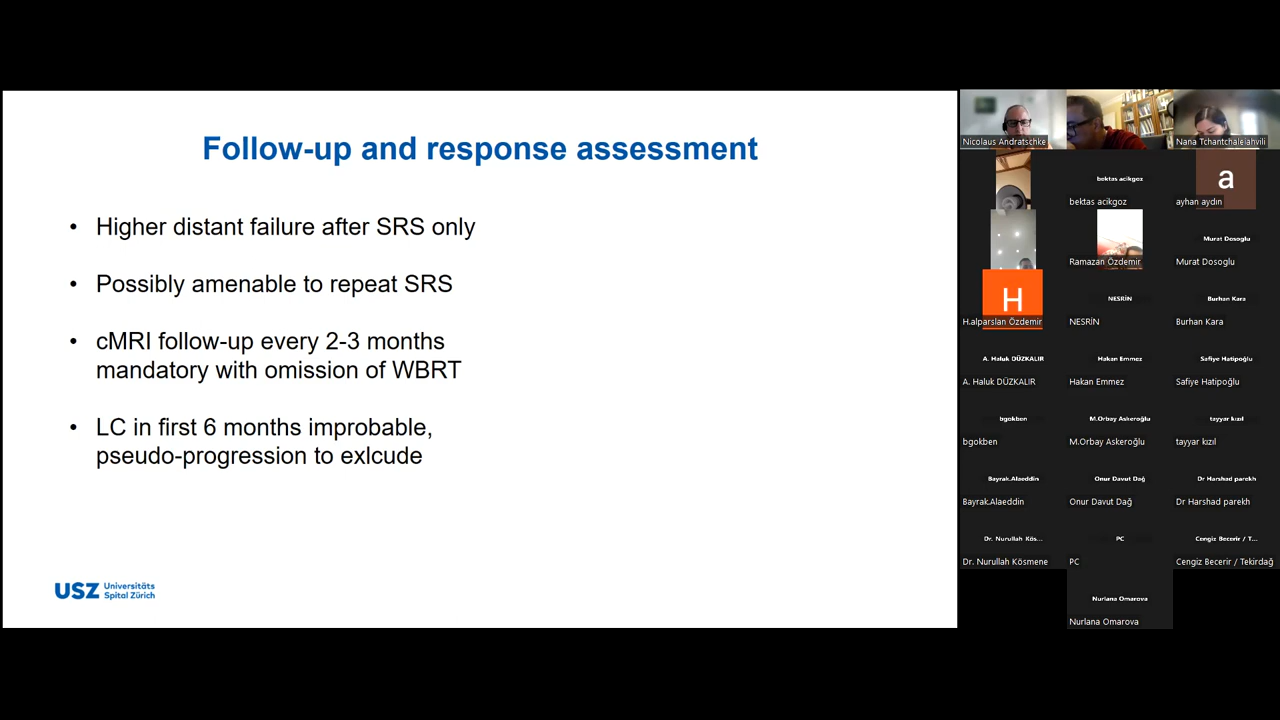 Follow-up and response assessment
• Higher distant failure after SRS only
• Possibly amenable to repeat SRS
• cMRI follow-up every 2-3 months
mandatory with omission of WBRT
• LC in first 6 months improbable,
pseudo-progression to exlcude
USZ Universitäts
Spital Zürich
Nicolaus Andratschke
Nana Tchantchaleìshvili
bektas acikgoz
bektas acikgoz
a
ayhan aydın
Ramazan Özdemir
Murat Dosoglu
Murat Dosoglu
H
H.alparslan Özdemir
NESRİN
NESRİN
Burhan Kara
Burhan Kara
A. Haluk DÜZKALIR
A. Haluk DÜZKALIR
Hakan Emmez
Hakan Emmez
Safiye Hatipoğlu
Safiye Hatipoğlu
bgokben
bgokben
M.Orbay Askeroğlu
M.Orbay Askeroğlu
tayyar kızıl
tayyar kızıl
Bayrak.Alaeddin
Bayrak.Alaeddin
Onur Davut Dağ
Onur Davut Dağ
Dr Harshad parekh
Dr Harshad parekh
Dr. Nurullah Kös...
Dr. Nurullah Kösmene
PC
PC
Cengiz Becerir / T...
Cengiz Becerir / Tekirdağ
Nurlana Omarova
Nurlana Omarova